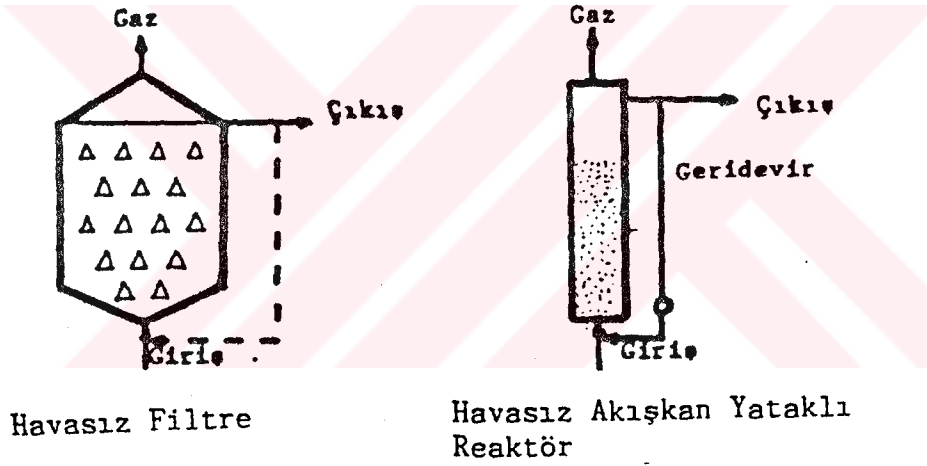 Gaz
Çıkış
Giriş
Havasız Filtre
Gaz
Çıkış
Geridevir
Giriş
Havasız Akışkan Yataklı
Reaktör